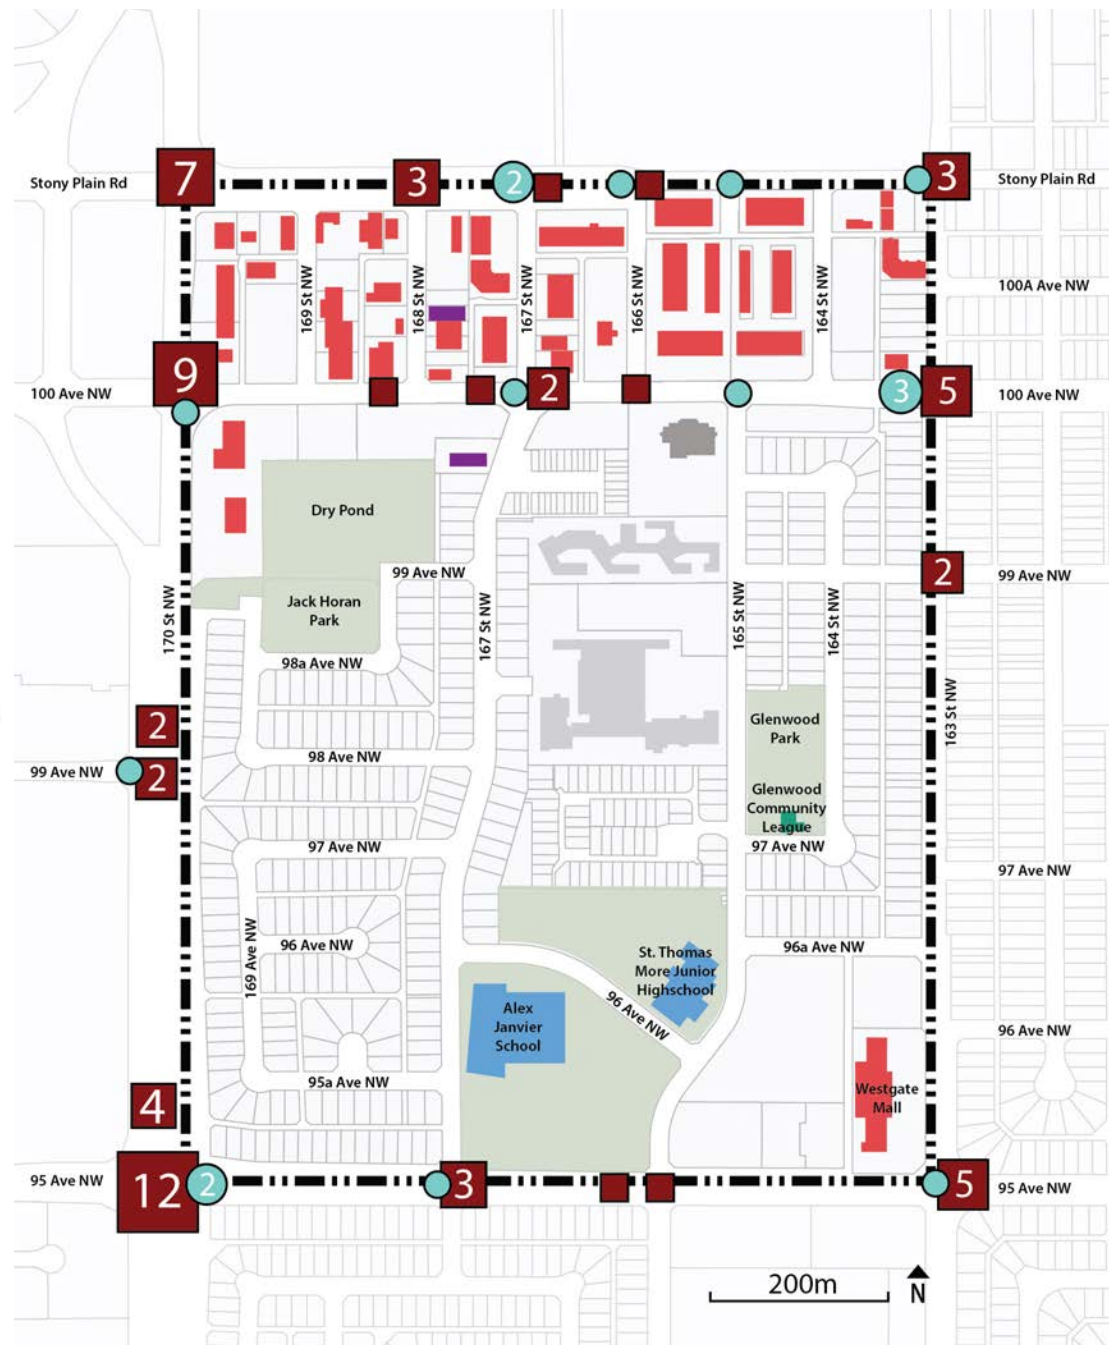 7
3
2
3
Stony Plain Rd
Stony Plain Rd
169 St NW
168 St NW
167 St NW
166 St NW
164 St NW
100A Ave NW
9
2
3
5
100 Ave NW
100 Ave NW
Dry Pond
99 Ave NW
2
99 Ave NW
Jack Horan
Park
170 St NW
167 St NW
165 St NW
164 St NW
98a Ave NW
163 St NW
2
Glenwood
Park
98 Ave NW
99 Ave NW
2
Glenwood
Community
League
97 Ave NW
97 Ave NW
97 Ave NW
169 Ave NW
96 Ave NW
96a Ave NW
St. Thomas
More Junior
Highschool
96 Ave NW
Alex
Janvier
School
96 Ave NW
95a Ave NW
Westgate
Mall
4
95 Ave NW
12
2
3
5
95 Ave NW
200m
N